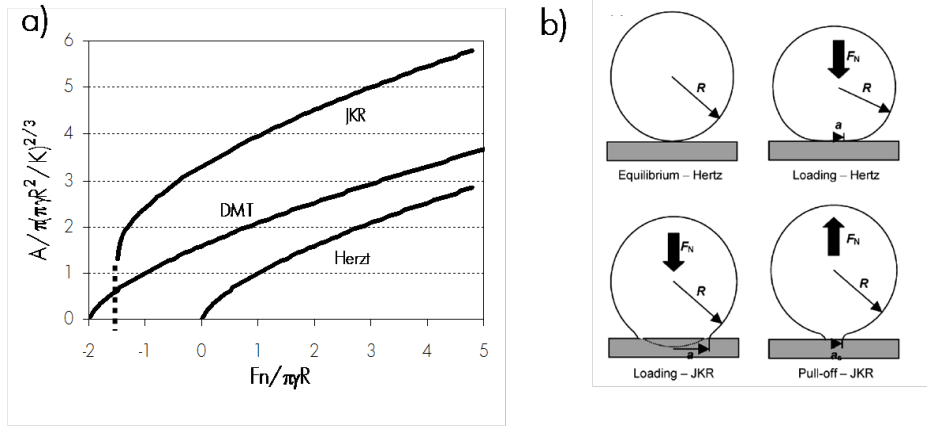 a)
6
5
4
3
2
1
0
A/π(πγR²/K)^2/3
JKR
DMT
Herzt
-2 -1 0 1 2 3 4 5
Fn/πγR
b)
R
Equilibrium – Hertz
F_N
R
a
Loading – Hertz
F_N
R
a
Loading – JKR
F_N
R
a_s
Pull-off – JKR